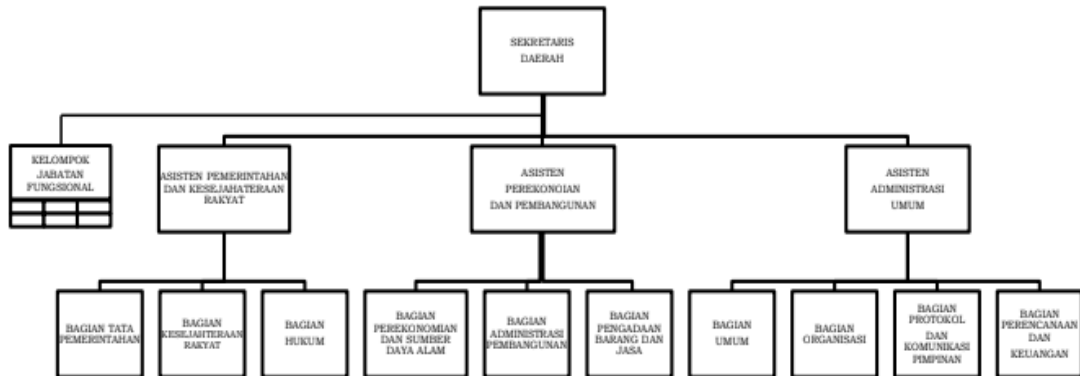 SEKRETARIS
DAERAH
KELOMPOK
JABATAN
FUNGSIONAL
ASISTEN PEMERINTAHAN
DAN KESEJAHATERAAN
RAKYAT
ASISTEN
PEREKONOIAN
DAN PEMBANGUNAN
ASISTEN
ADMINISTRASI
UMUM
BAGIAN TATA
PEMERINTAHAN
BAGIAN
KESEJAHTERAAN
RAKYAT
BAGIAN
HUKUM
BAGIAN
PEREKONOMIAN
DAN SUMBER
DAYA ALAM
BAGIAN
ADMINISTRASI
PEMBANGUNAN
BAGIAN
PENGADAAN
BARANG DAN
JASA
BAGIAN
UMUM
BAGIAN
ORGANISASI
BAGIAN
PROTOKOL
DAN
KOMUNIKASI
PIMPINAN
BAGIAN
PERENCANAAN
DAN
KEUANGAN